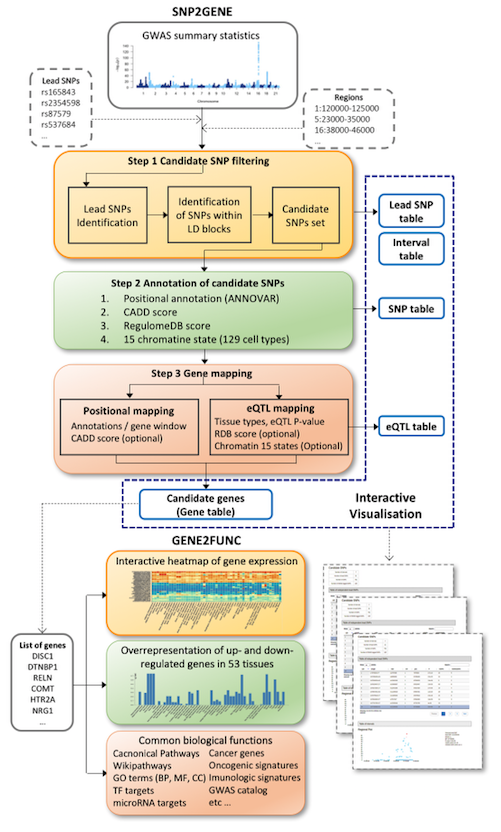 SNP2GENE
GWAS summary statistics
Chromosome
Lead SNPs
rs165843
rs2354598
rs87579
rs537684
...
Regions
1:120000-125000
5:23000-35000
16:38000-46000
...
Step 1 Candidate SNP filtering
Lead SNPs
Identification
Identification
of SNPs within
LD blocks
Candidate
SNPs set
Lead SNP
table
Interval
table
Step 2 Annotation of candidate SNPs
1. Positional annotation (ANNOVAR)
2. CADD score
3. RegulomeDB score
4. 15 chromatine state (129 cell types)
SNP table
Step 3 Gene mapping
Positional mapping
Annotations / gene window
CADD score (optional)
eQTL mapping
Tissue types, eQTL P-value
RDB score (optional)
Chromatin 15 states (Optional)
eQTL table
Candidate genes
(Gene table)
Interactive
Visualisation
GENE2FUNC
Interactive heatmap of gene expression
List of genes
DISC1
DTNBP1
RELN
COMT
HTR2A
NRG1
...
Overrepresentation of up- and down-
regulated genes in 53 tissues
Common biological functions
Cacnonical Pathways
Wikipathways
GO terms (BP, MF, CC)
TF targets
microRNA targets
Cancer genes
Oncogenic signatures
Imunologic signatures
GWAS catalog
etc ...